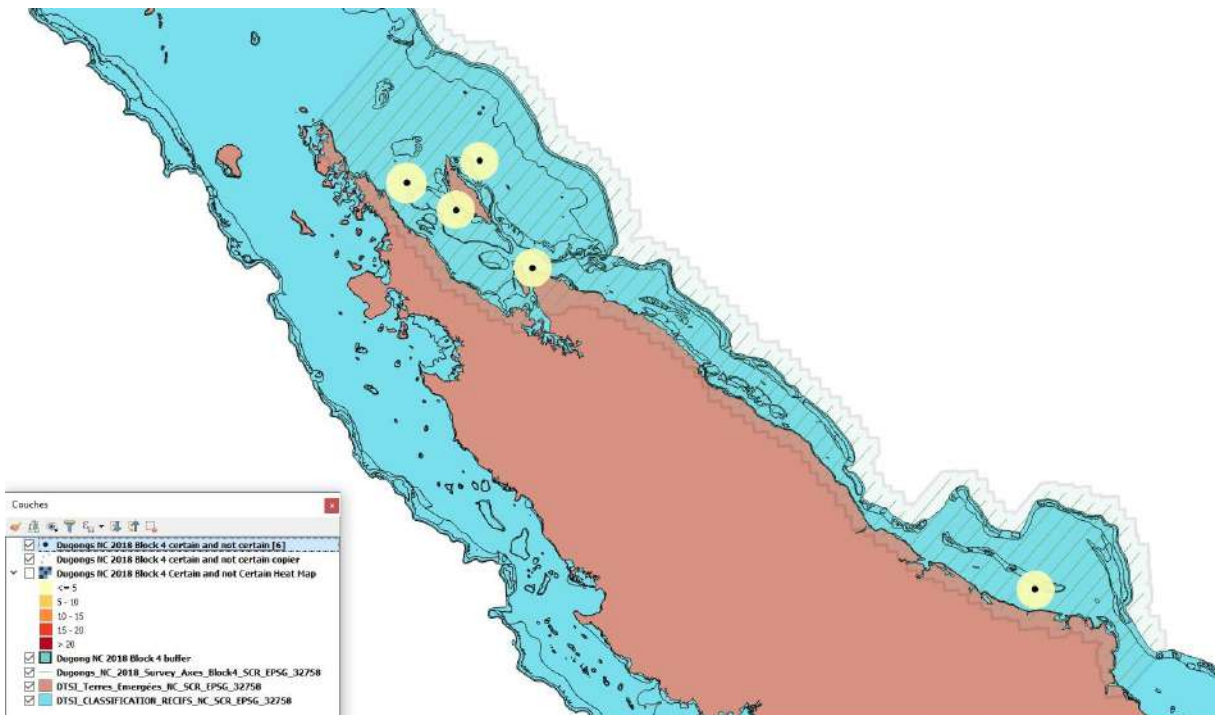 Couches
Dugongs NC 2018 Block 4 certain and not certain [6]
Dugongs NC 2018 Block 4 certain and not certain copier
Dugongs NC 2018 Block 4 Certain and not Certain Heat Map
<= 5
5 - 10
10 - 15
15 - 20
> 20
Dugong NC 2018 Block 4 buffer
Dugongs_NC_2018_Survey_Axes_Block4_SCR_EPSG_32758
DTSI_Terres_Emergées_NC_SCR_EPSG_32758
DTSI_CLASSIFICATION_RECIFS_NC_SCR_EPSG_32758